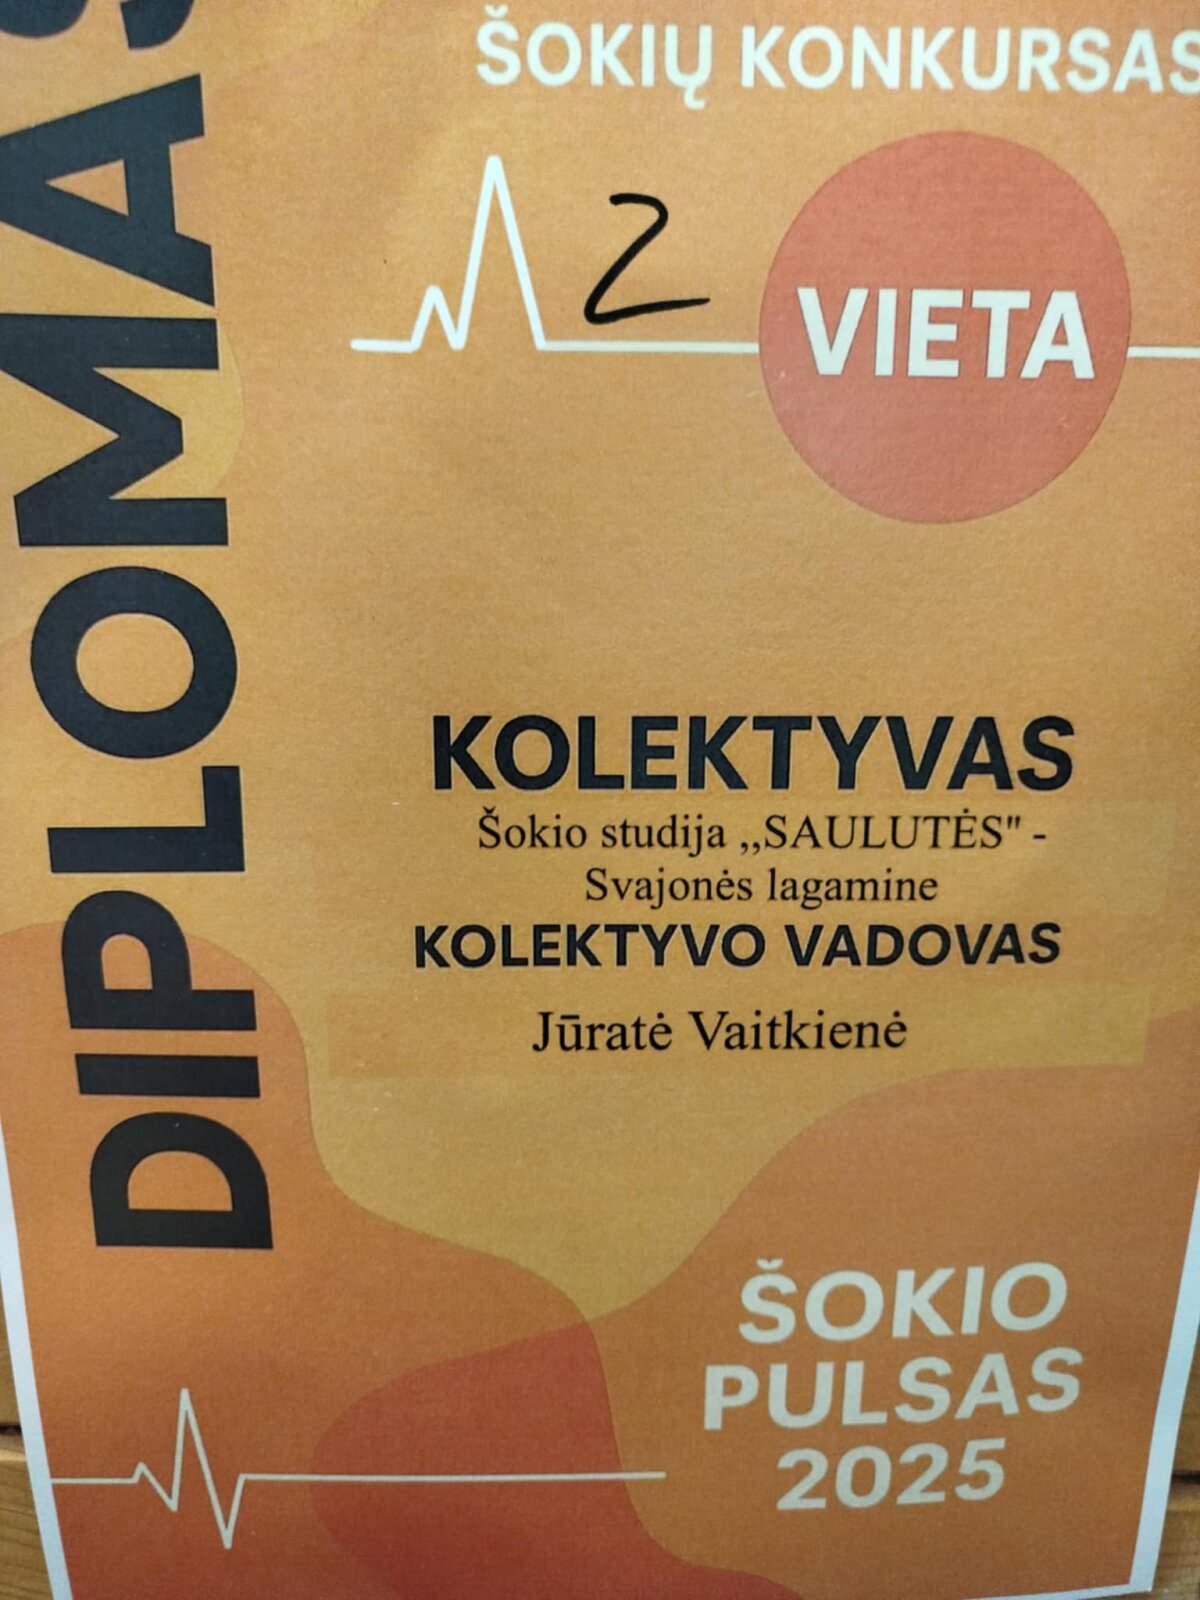 DIPLOMAS
ŠOKIŲ KONKURSAS
2
VIETA
KOLEKTYVAS
Šokio studija ,,SAULUTĖS" -
Svajonės lagamine
KOLEKTYVO VADOVAS
Jūratė Vaitkienė
ŠOKIO
PULSAS
2025